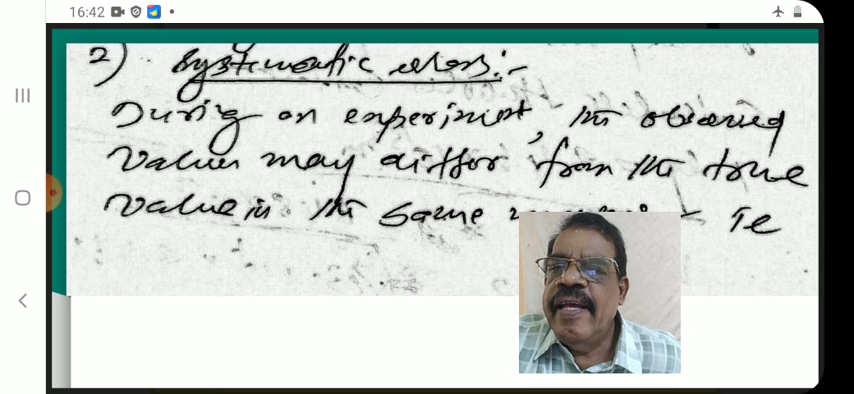 16:42
2) Systematic errors:-
During an experiment, the observed
values may differ from the true
value in the same ie